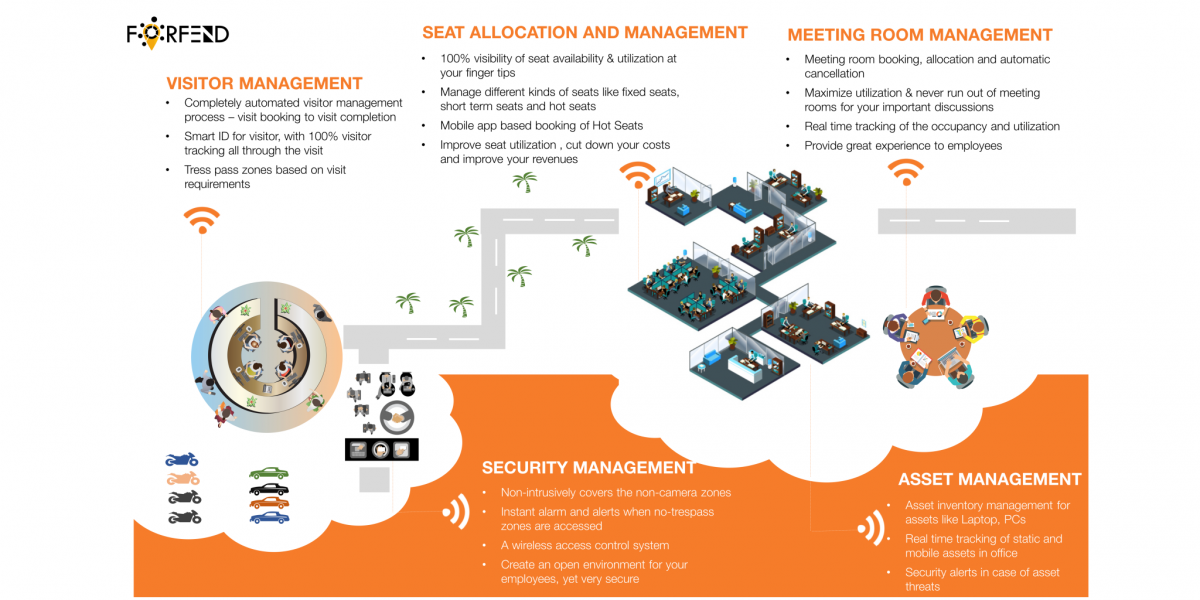 FORFEND
VISITOR MANAGEMENT
• Completely automated visitor management
process – visit booking to visit completion
• Smart ID for visitor, with 100% visitor
tracking all through the visit
• Tress pass zones based on visit
requirements
SEAT ALLOCATION AND MANAGEMENT
• 100% visibility of seat availability & utilization at
your finger tips
• Manage different kinds of seats like fixed seats,
short term seats and hot seats
• Mobile app based booking of Hot Seats
• Improve seat utilization , cut down your costs
and improve your revenues
MEETING ROOM MANAGEMENT
• Meeting room booking, allocation and automatic
cancellation
• Maximize utilization & never run out of meeting
rooms for your important discussions
• Real time tracking of the occupancy and utilization
• Provide great experience to employees
SECURITY MANAGEMENT
• Non-intrusively covers the non-camera zones
• Instant alarm and alerts when no-trespass
zones are accessed
• A wireless access control system
• Create an open environment for your
employees, yet very secure
ASSET MANAGEMENT
• Asset inventory management for
assets like Laptop, PCs
• Real time tracking of static and
mobile assets in office
• Security alerts in case of asset
threats